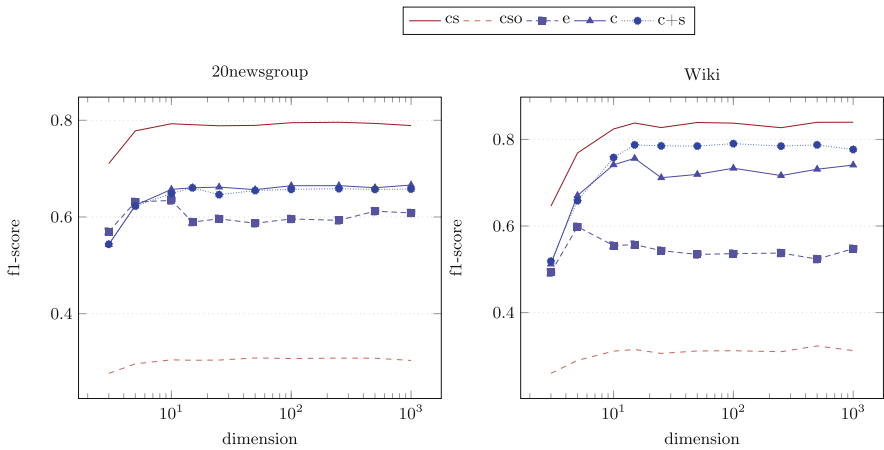 cs cso e c c+s
20newsgroup
0.8
0.6
0.4
f1-score
10^1 10^2 10^3
dimension
Wiki
0.8
0.6
0.4
f1-score
10^1 10^2 10^3
dimension